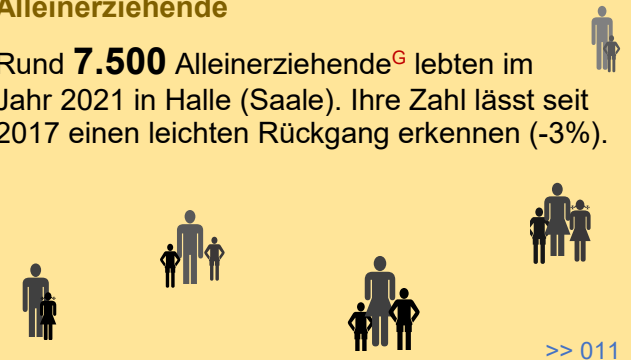 Alleinerziehende
Rund 7.500 Alleinerziehende^G lebten im
Jahr 2021 in Halle (Saale). Ihre Zahl lässt seit
2017 einen leichten Rückgang erkennen (-3%).
>> 011